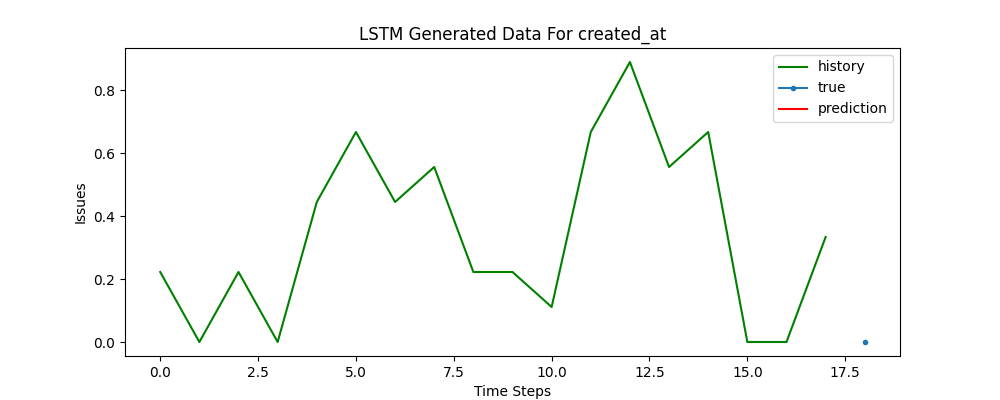 LSTM Generated Data For created_at
history
true
prediction
0.8
0.6
0.4
0.2
0.0
Issues
0.0 2.5 5.0 7.5 10.0 12.5 15.0 17.5
Time Steps